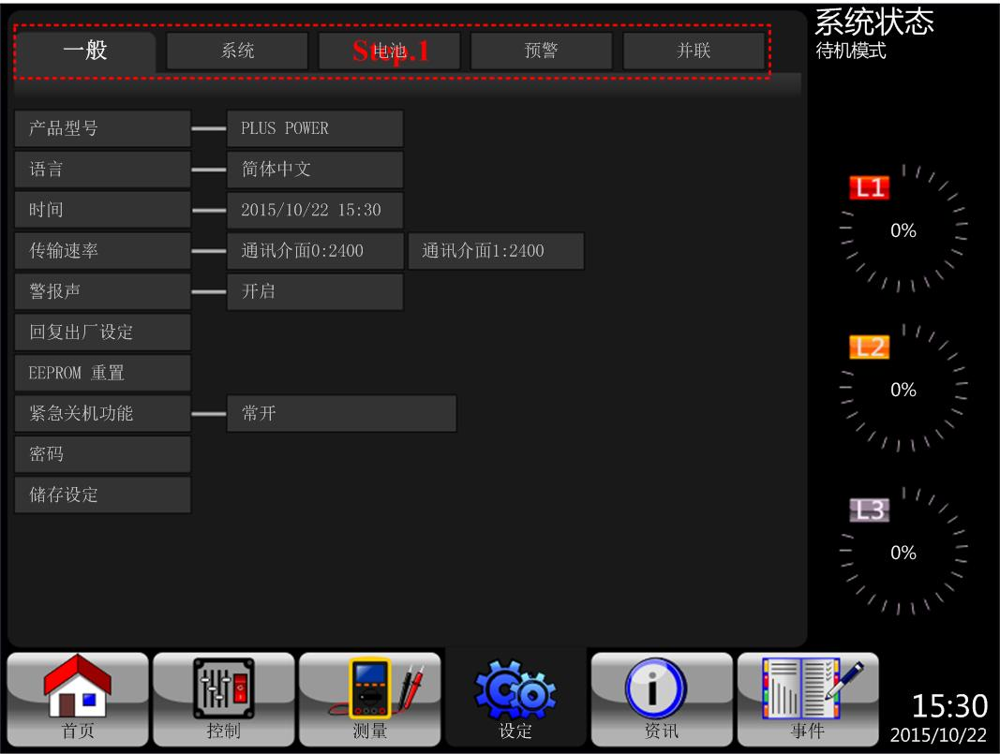 系统状态
待机模式
一般 系统 电池 预警 并联
Step.1
产品型号 PLUS POWER
语言 简体中文
时间 2015/10/22 15:30
传输速率 通讯介面0:2400 通讯介面1:2400
警报声 开启
回复出厂设定
EEPROM 重置
紧急关机功能 常开
密码
储存设定
L1
0%
L2
0%
L3
0%
首页 控制 测量 设定 资讯 事件
15:30
2015/10/22